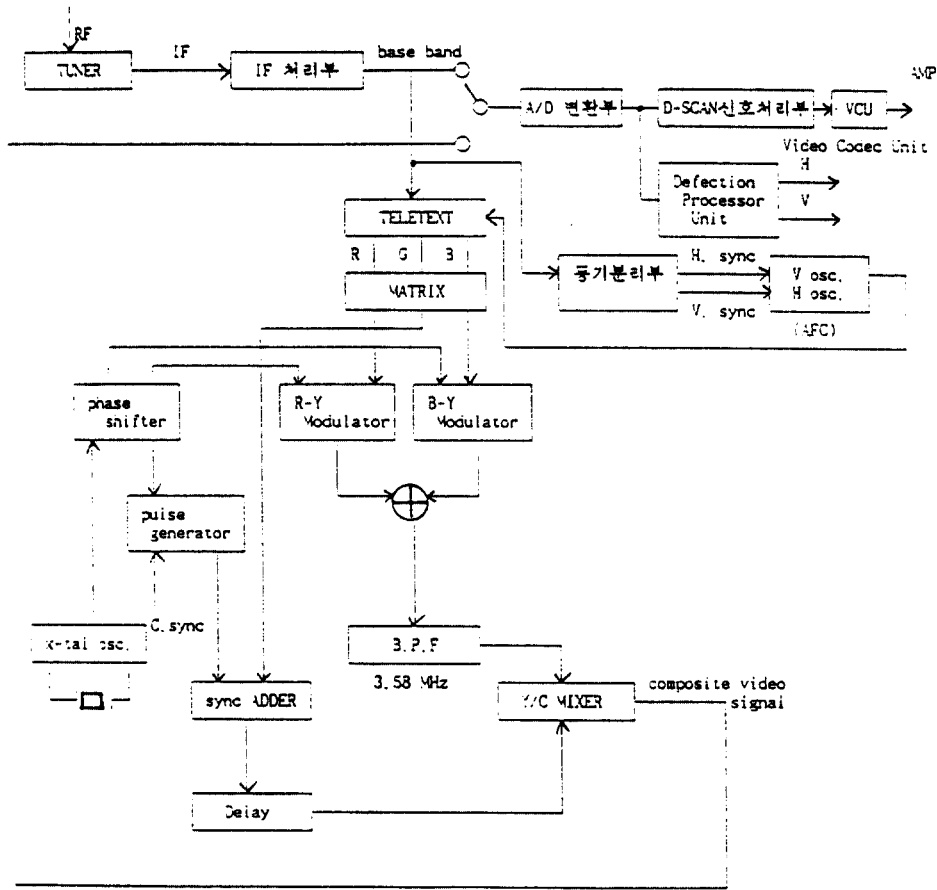 RF
TUNER
IF
IF 처리부
base band
A/D 변환부
D-SCAN신호처리부
VCU
AMP
Video Codec Unit
Defection
Processor
Unit
H
V
TELETEXT
R G B
MATRIX
동기분리부
H. sync
V. sync
V osc.
H osc.
(AFC)
phase
shifter
R-Y
Modulator
B-Y
Modulator
pulse
generator
C.sync
x-tal osc.
B.P.F
3.58 MHz
sync ADDER
Y/C MIXER
composite video
signal
Delay